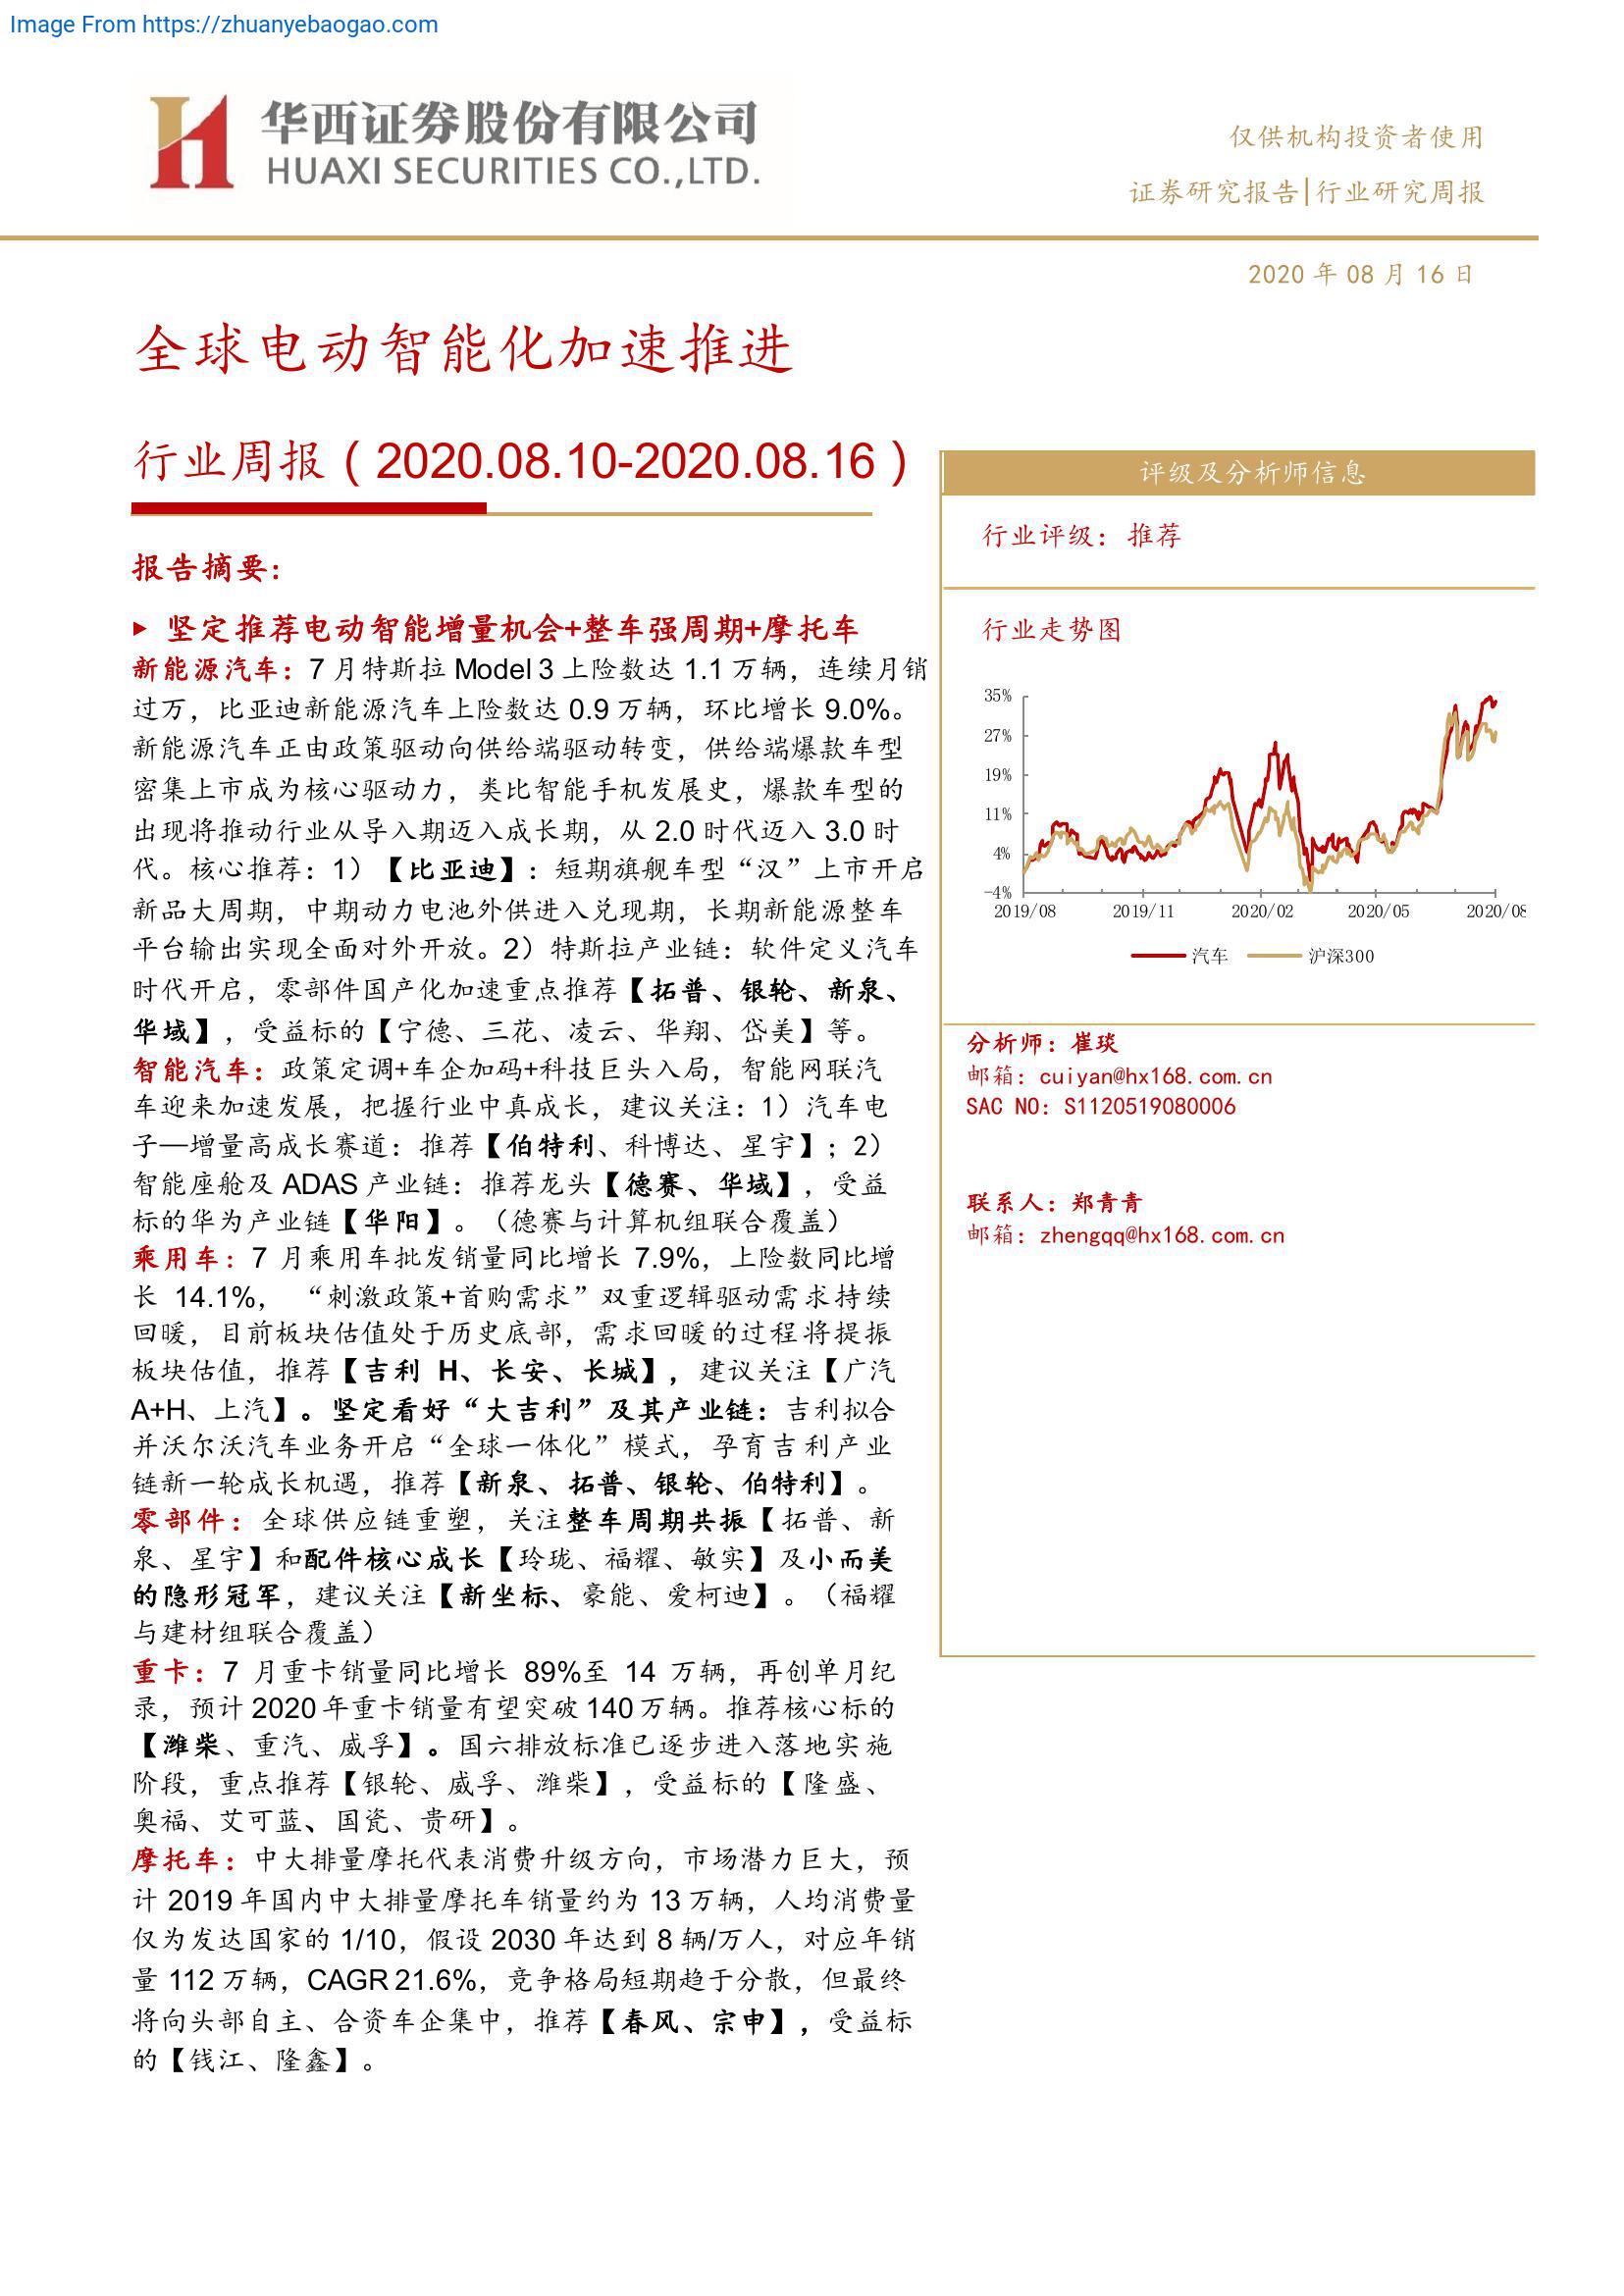 Image From https://zhuanyebaogao.com
华西证券股份有限公司
HUAXI SECURITIES CO.,LTD.
仅供机构投资者使用
证券研究报告|行业研究周报
2020 年 08 月 16 日
全球电动智能化加速推进
行业周报（2020.08.10-2020.08.16）
报告摘要：
▶ 坚定推荐电动智能增量机会+整车强周期+摩托车
新能源汽车：7 月特斯拉 Model 3 上险数达 1.1 万辆，连续月销
过万，比亚迪新能源汽车上险数达 0.9 万辆，环比增长 9.0%。
新能源汽车正由政策驱动向供给端驱动转变，供给端爆款车型
密集上市成为核心驱动力，类比智能手机发展史，爆款车型的
出现将推动行业从导入期迈入成长期，从 2.0 时代迈入 3.0 时
代。核心推荐：1）【比亚迪】：短期旗舰车型“汉”上市开启
新品大周期，中期动力电池外供进入兑现期，长期新能源整车
平台输出实现全面对外开放。2）特斯拉产业链：软件定义汽车
时代开启，零部件国产化加速重点推荐【拓普、银轮、新泉、
华域】，受益标的【宁德、三花、凌云、华翔、岱美】等。
智能汽车：政策定调+车企加码+科技巨头入局，智能网联汽
车迎来加速发展，把握行业中真成长，建议关注：1）汽车电
子—增量高成长赛道：推荐【伯特利、科博达、星宇】；2）
智能座舱及 ADAS 产业链：推荐龙头【德赛、华域】，受益
标的华为产业链【华阳】。（德赛与计算机组联合覆盖）
乘用车：7 月乘用车批发销量同比增长 7.9%，上险数同比增
长 14.1%， “刺激政策+首购需求”双重逻辑驱动需求持续
回暖，目前板块估值处于历史底部，需求回暖的过程将提振
板块估值，推荐【吉利 H、长安、长城】，建议关注【广汽
A+H、上汽】。坚定看好“大吉利”及其产业链：吉利拟合
并沃尔沃汽车业务开启“全球一体化”模式，孕育吉利产业
链新一轮成长机遇，推荐【新泉、拓普、银轮、伯特利】。
零部件：全球供应链重塑，关注整车周期共振【拓普、新
泉、星宇】和配件核心成长【玲珑、福耀、敏实】及小而美
的隐形冠军，建议关注【新坐标、豪能、爱柯迪】。（福耀
与建材组联合覆盖）
重卡：7 月重卡销量同比增长 89%至 14 万辆，再创单月纪
录，预计 2020 年重卡销量有望突破 140 万辆。推荐核心标的
【潍柴、重汽、威孚】。国六排放标准已逐步进入落地实施
阶段，重点推荐【银轮、威孚、潍柴】，受益标的【隆盛、
奥福、艾可蓝、国瓷、贵研】。
摩托车：中大排量摩托代表消费升级方向，市场潜力巨大，预
计 2019 年国内中大排量摩托车销量约为 13 万辆，人均消费量
仅为发达国家的 1/10，假设 2030 年达到 8 辆/万人，对应年销
量 112 万辆，CAGR 21.6%，竞争格局短期趋于分散，但最终
将向头部自主、合资车企集中，推荐【春风、宗申】，受益标
的【钱江、隆鑫】。
评级及分析师信息
行业评级：推荐
行业走势图
35%
27%
19%
11%
4%
-4%
2019/08 2019/11 2020/02 2020/05 2020/08
汽车 沪深300
分析师：崔琰
邮箱：cuiyan@hx168.com.cn
SAC NO：S1120519080006
联系人：郑青青
邮箱：zhengqq@hx168.com.cn